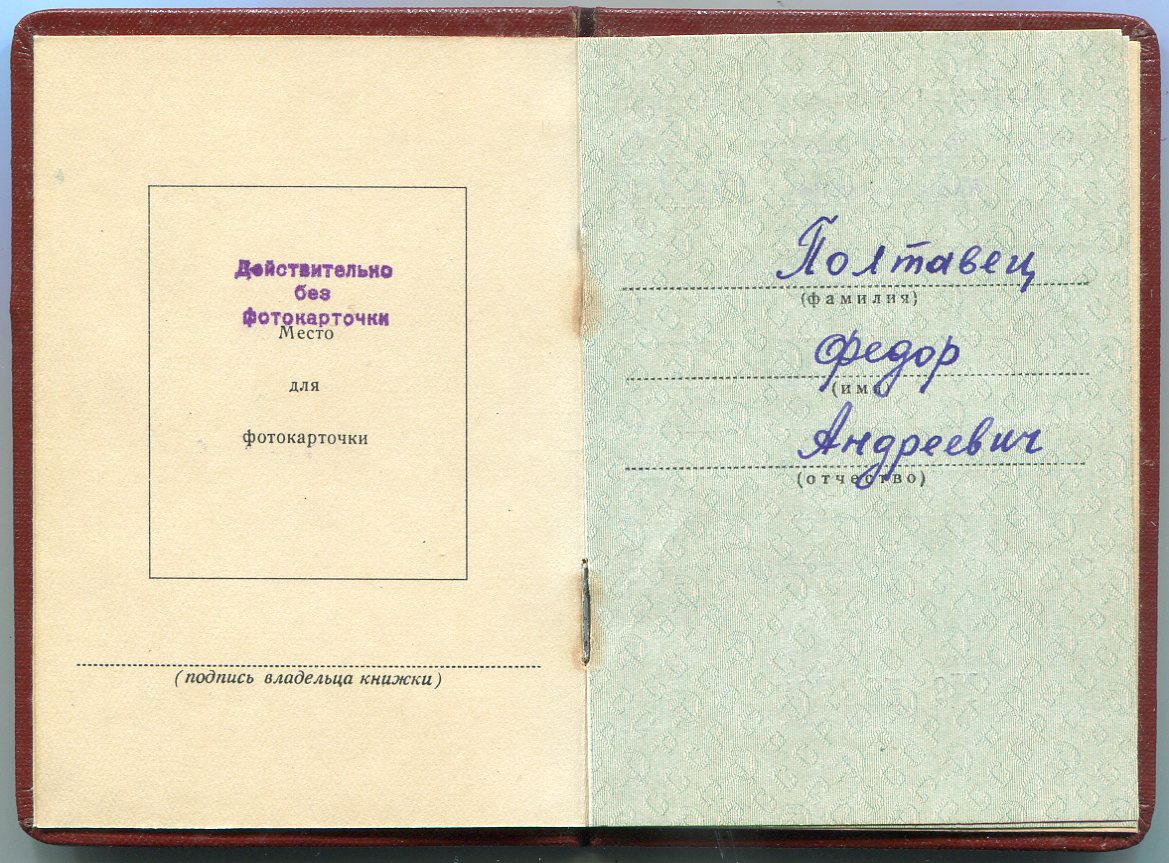 Действительно
без
фотокарточки
Место
для
фотокарточки
(подпись владельца книжки)
Полтавец
(фамилия)
Федор
(имя)
Андреевич
(отчество)